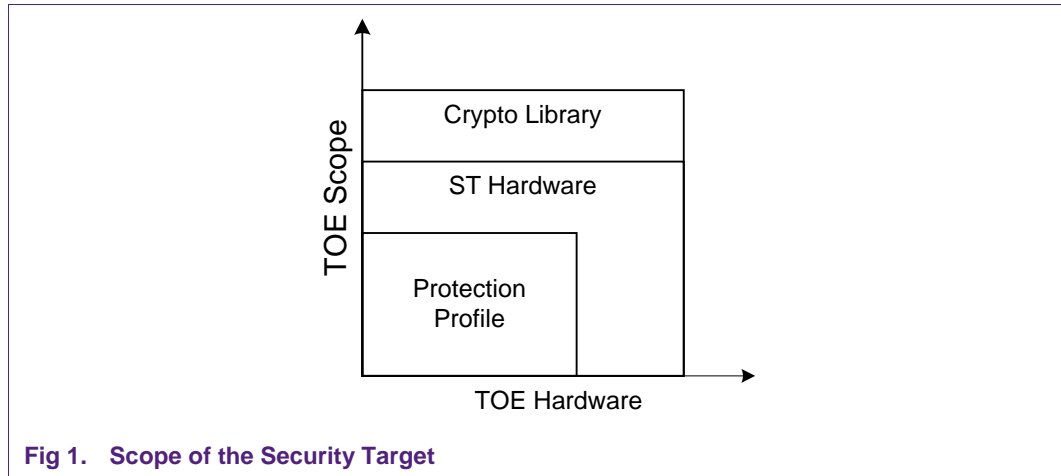 Crypto Library
ST Hardware
TOE Scope
Protection
Profile
TOE Hardware
Fig 1. Scope of the Security Target